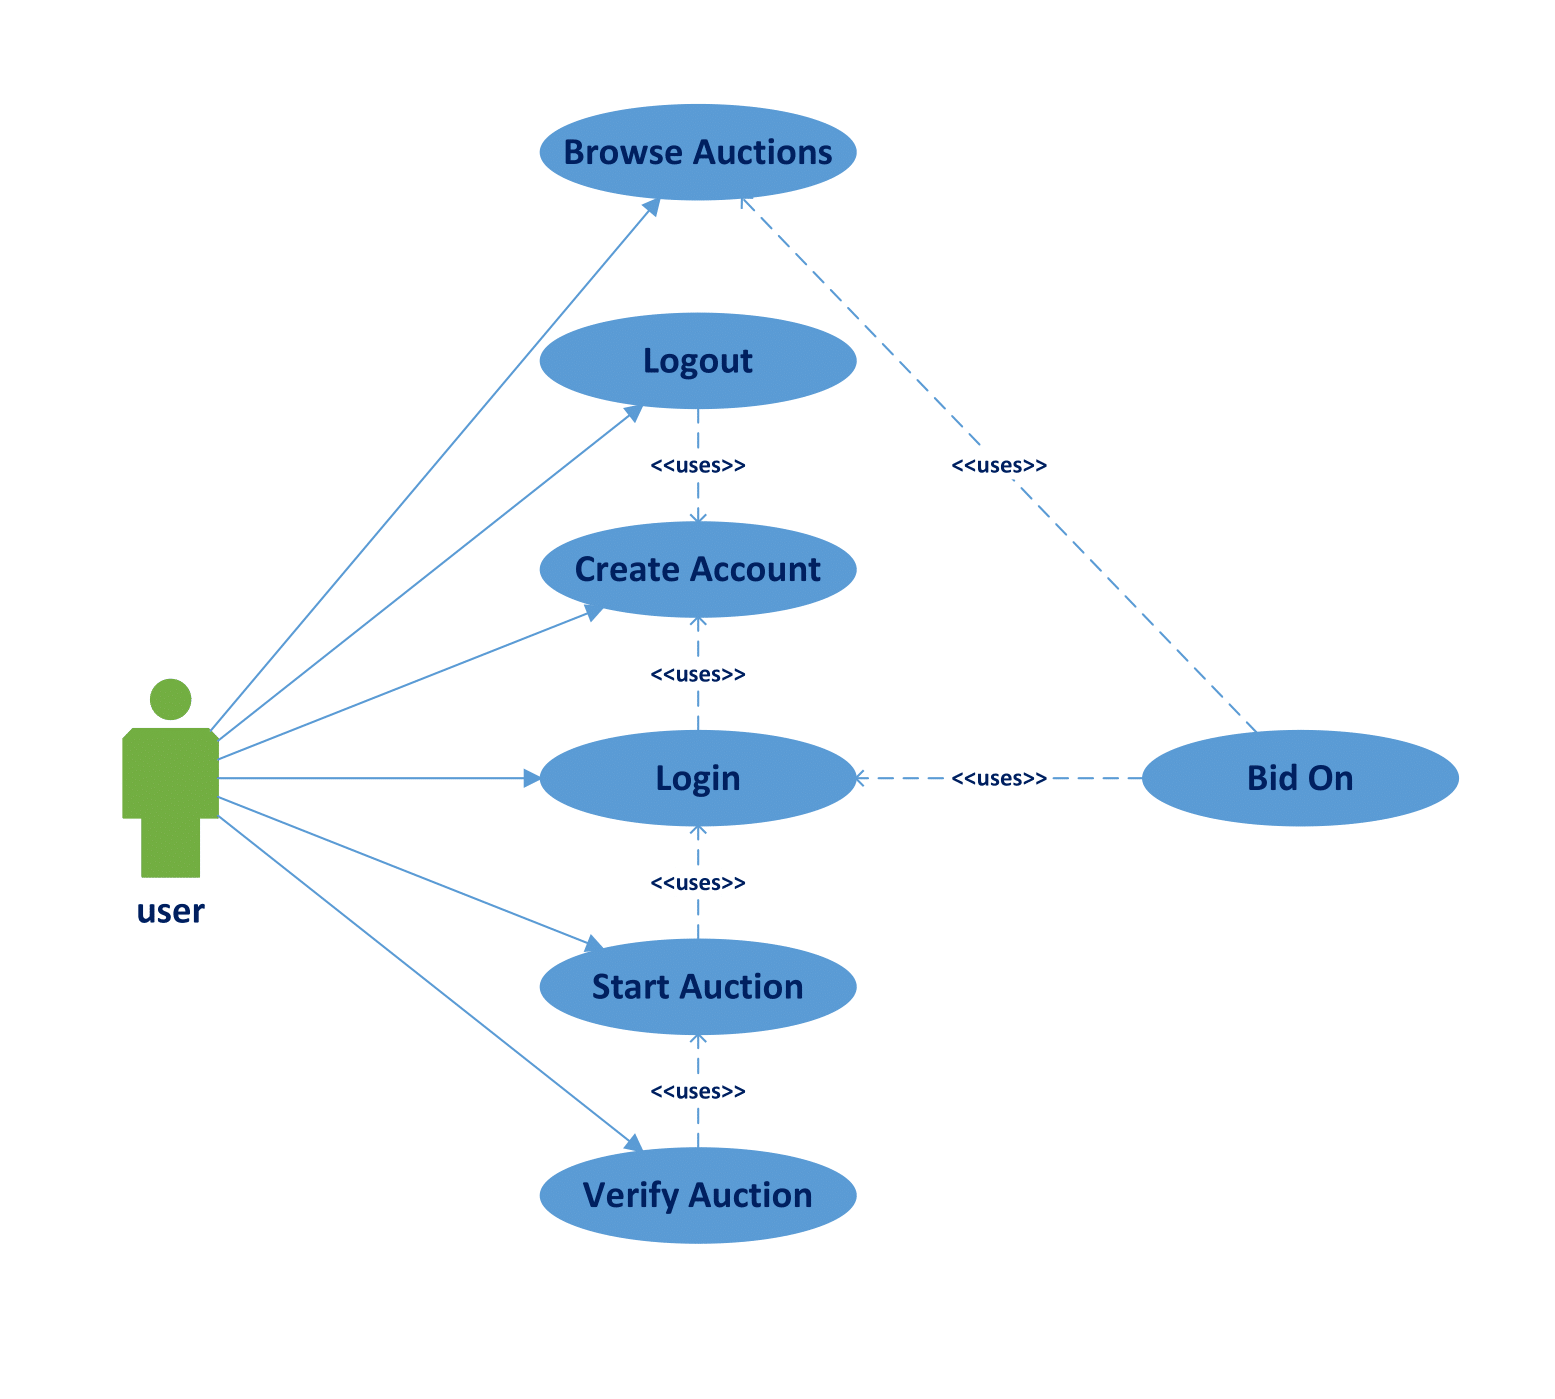 Browse Auctions
Logout
<<uses>>
<<uses>>
Create Account
<<uses>>
Login
<<uses>>
Bid On
<<uses>>
user
Start Auction
<<uses>>
Verify Auction